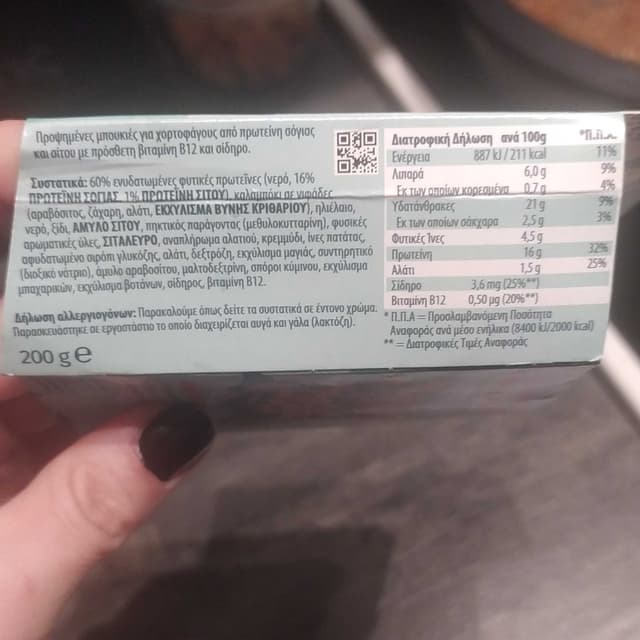 Προψημένες μπουκιές για χορτοφάγους από πρωτεΐνη σόγιας
και σίτου με πρόσθετη βιταμίνη B12 και σίδηρο.
Συστατικά: 60% ενυδατωμένες φυτικές πρωτεΐνες (νερό, 16%
ΠΡΩΤΕΪΝΗ ΣΟΓΙΑΣ, 1% ΠΡΩΤΕΪΝΗ ΣΙΤΟΥ), καλαμπόκι σε νιφάδες
(αραβόσιτος, ζάχαρη, αλάτι, ΕΚΧΥΛΙΣΜΑ ΒΥΝΗΣ ΚΡΙΘΑΡΙΟΥ), ηλιέλαιο,
νερό, ξίδι, ΑΜΥΛΟ ΣΙΤΟΥ, πηκτικός παράγοντας (μεθυλοκυτταρίνη), φυσικές
αρωματικές ύλες, ΣΙΤΑΛΕΥΡΟ, αναπλήρωμα αλατιού, κρεμμύδι, ίνες πατάτας,
αφυδατωμένο σιρόπι γλυκόζης, αλάτι, δεξτρόζη, εκχύλισμα μαγιάς, συντηρητικό
(διοξικό νάτριο), άμυλο αραβοσίτου, μαλτοδεξτρίνη, σπόροι κύμινου, εκχύλισμα
μπαχαρικών, εκχύλισμα βοτάνων, σίδηρος, βιταμίνη B12.
Δήλωση αλλεργιογόνων: Παρακαλούμε όπως δείτε τα συστατικά σε έντονο χρώμα.
Παρασκευάστηκε σε εργοστάσιο το οποίο διαχειρίζεται αυγά και γάλα (λακτόζη).
200 g e
Διατροφική Δήλωση ανά 100g *Π.Π.Α.
Ενέργεια 887 kJ / 211 kcal 11%
Λιπαρά 6,0 g 9%
Εκ των οποίων κορεσμένα 0,7 g 4%
Υδατάνθρακες 21 g 9%
Εκ των οποίων σάκχαρα 2,5 g 3%
Φυτικές Ίνες 4,5 g
Πρωτεΐνη 16 g 32%
Αλάτι 1,5 g 25%
Σίδηρο 3,6 mg (25%**)
Βιταμίνη B12 0,50 μg (20%**)
* Π.Π.Α = Προσλαμβανόμενη Ποσότητα
Αναφοράς ανά μέσο ενήλικα (8400 kJ/2000 kcal)
** = Διατροφικές Τιμές Αναφοράς